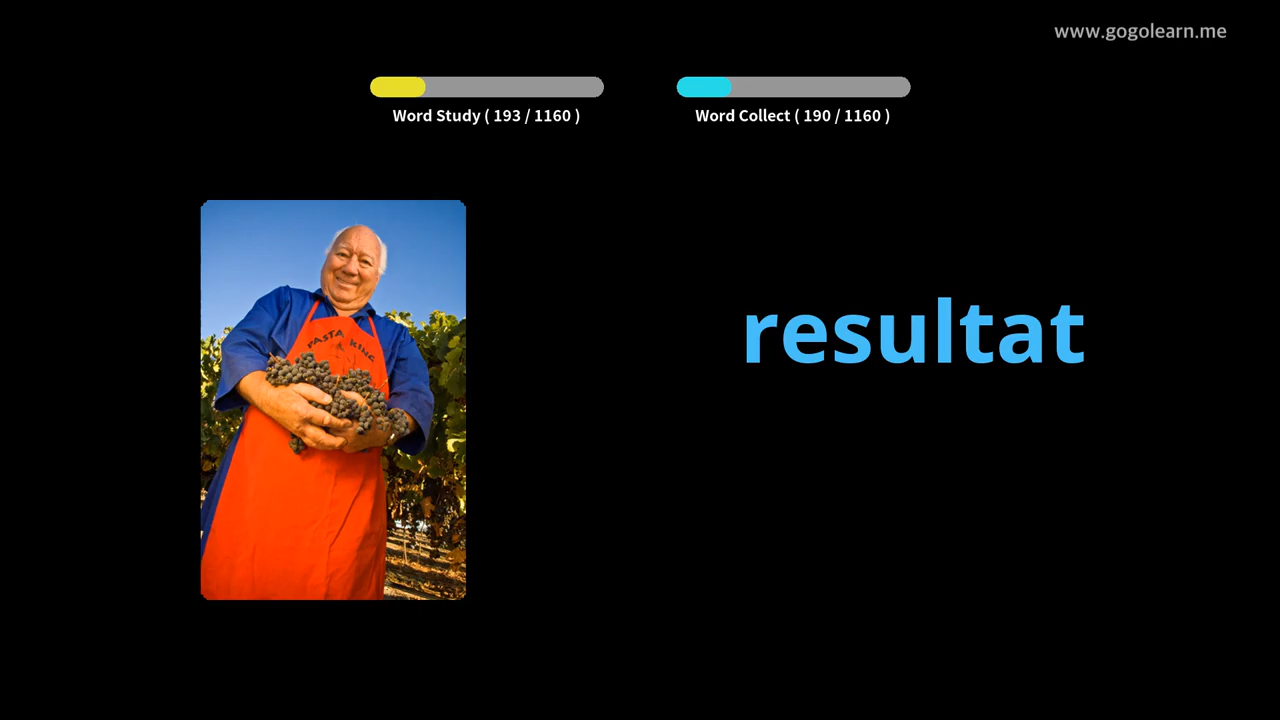 www.gogolearn.me
Word Study ( 193 / 1160 )
Word Collect ( 190 / 1160 )
PASTA KING
resultat